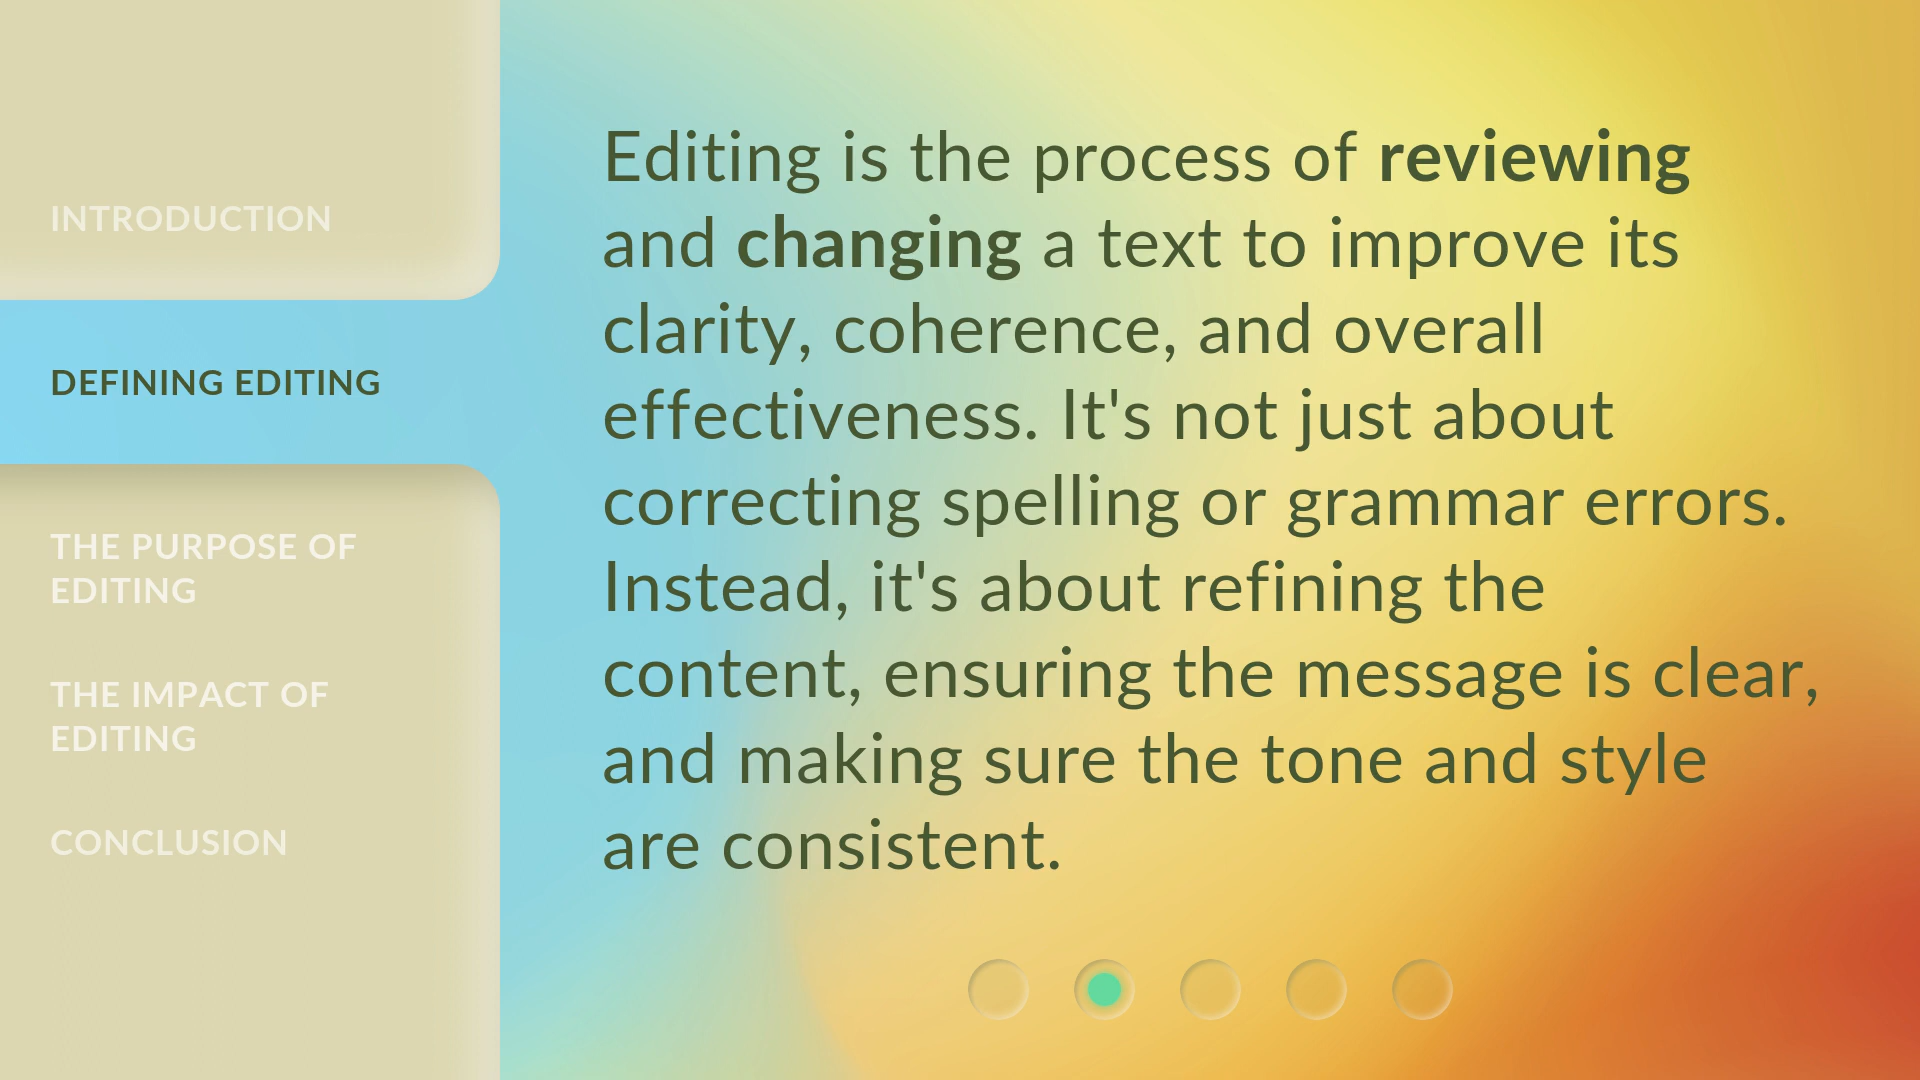 INTRODUCTION
DEFINING EDITING
THE PURPOSE OF
EDITING
THE IMPACT OF
EDITING
CONCLUSION
Editing is the process of reviewing
and changing a text to improve its
clarity, coherence, and overall
effectiveness. It's not just about
correcting spelling or grammar errors.
Instead, it's about refining the
content, ensuring the message is clear,
and making sure the tone and style
are consistent.